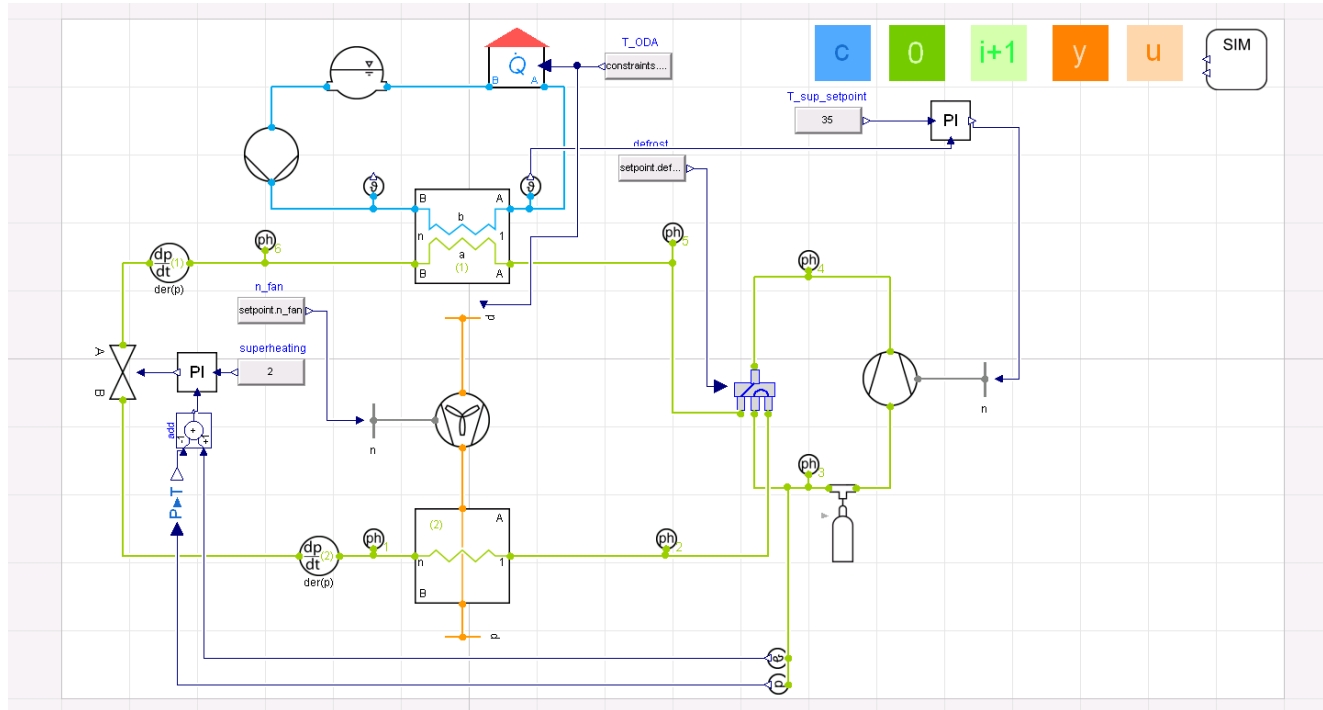 T_ODA
c
0
i+1
y
u
SIM
Q̇
B
A
constraints....
T_sup_setpoint
35
PI
defrost
setpoint.def...
ϑ
ϑ
B
A
b
n
1
a
(1)
B
A
ph
6
ph
5
ph
4
dp
dt
(1)
der(p)
n_fan
setpoint.n_fan
p
superheating
2
PI
A
B
add
-1
+
+1
n
n
P▸T
ph
3
(2)
A
n
1
B
dp
dt
(2)
der(p)
ph
1
ph
2
p
ϑ
p